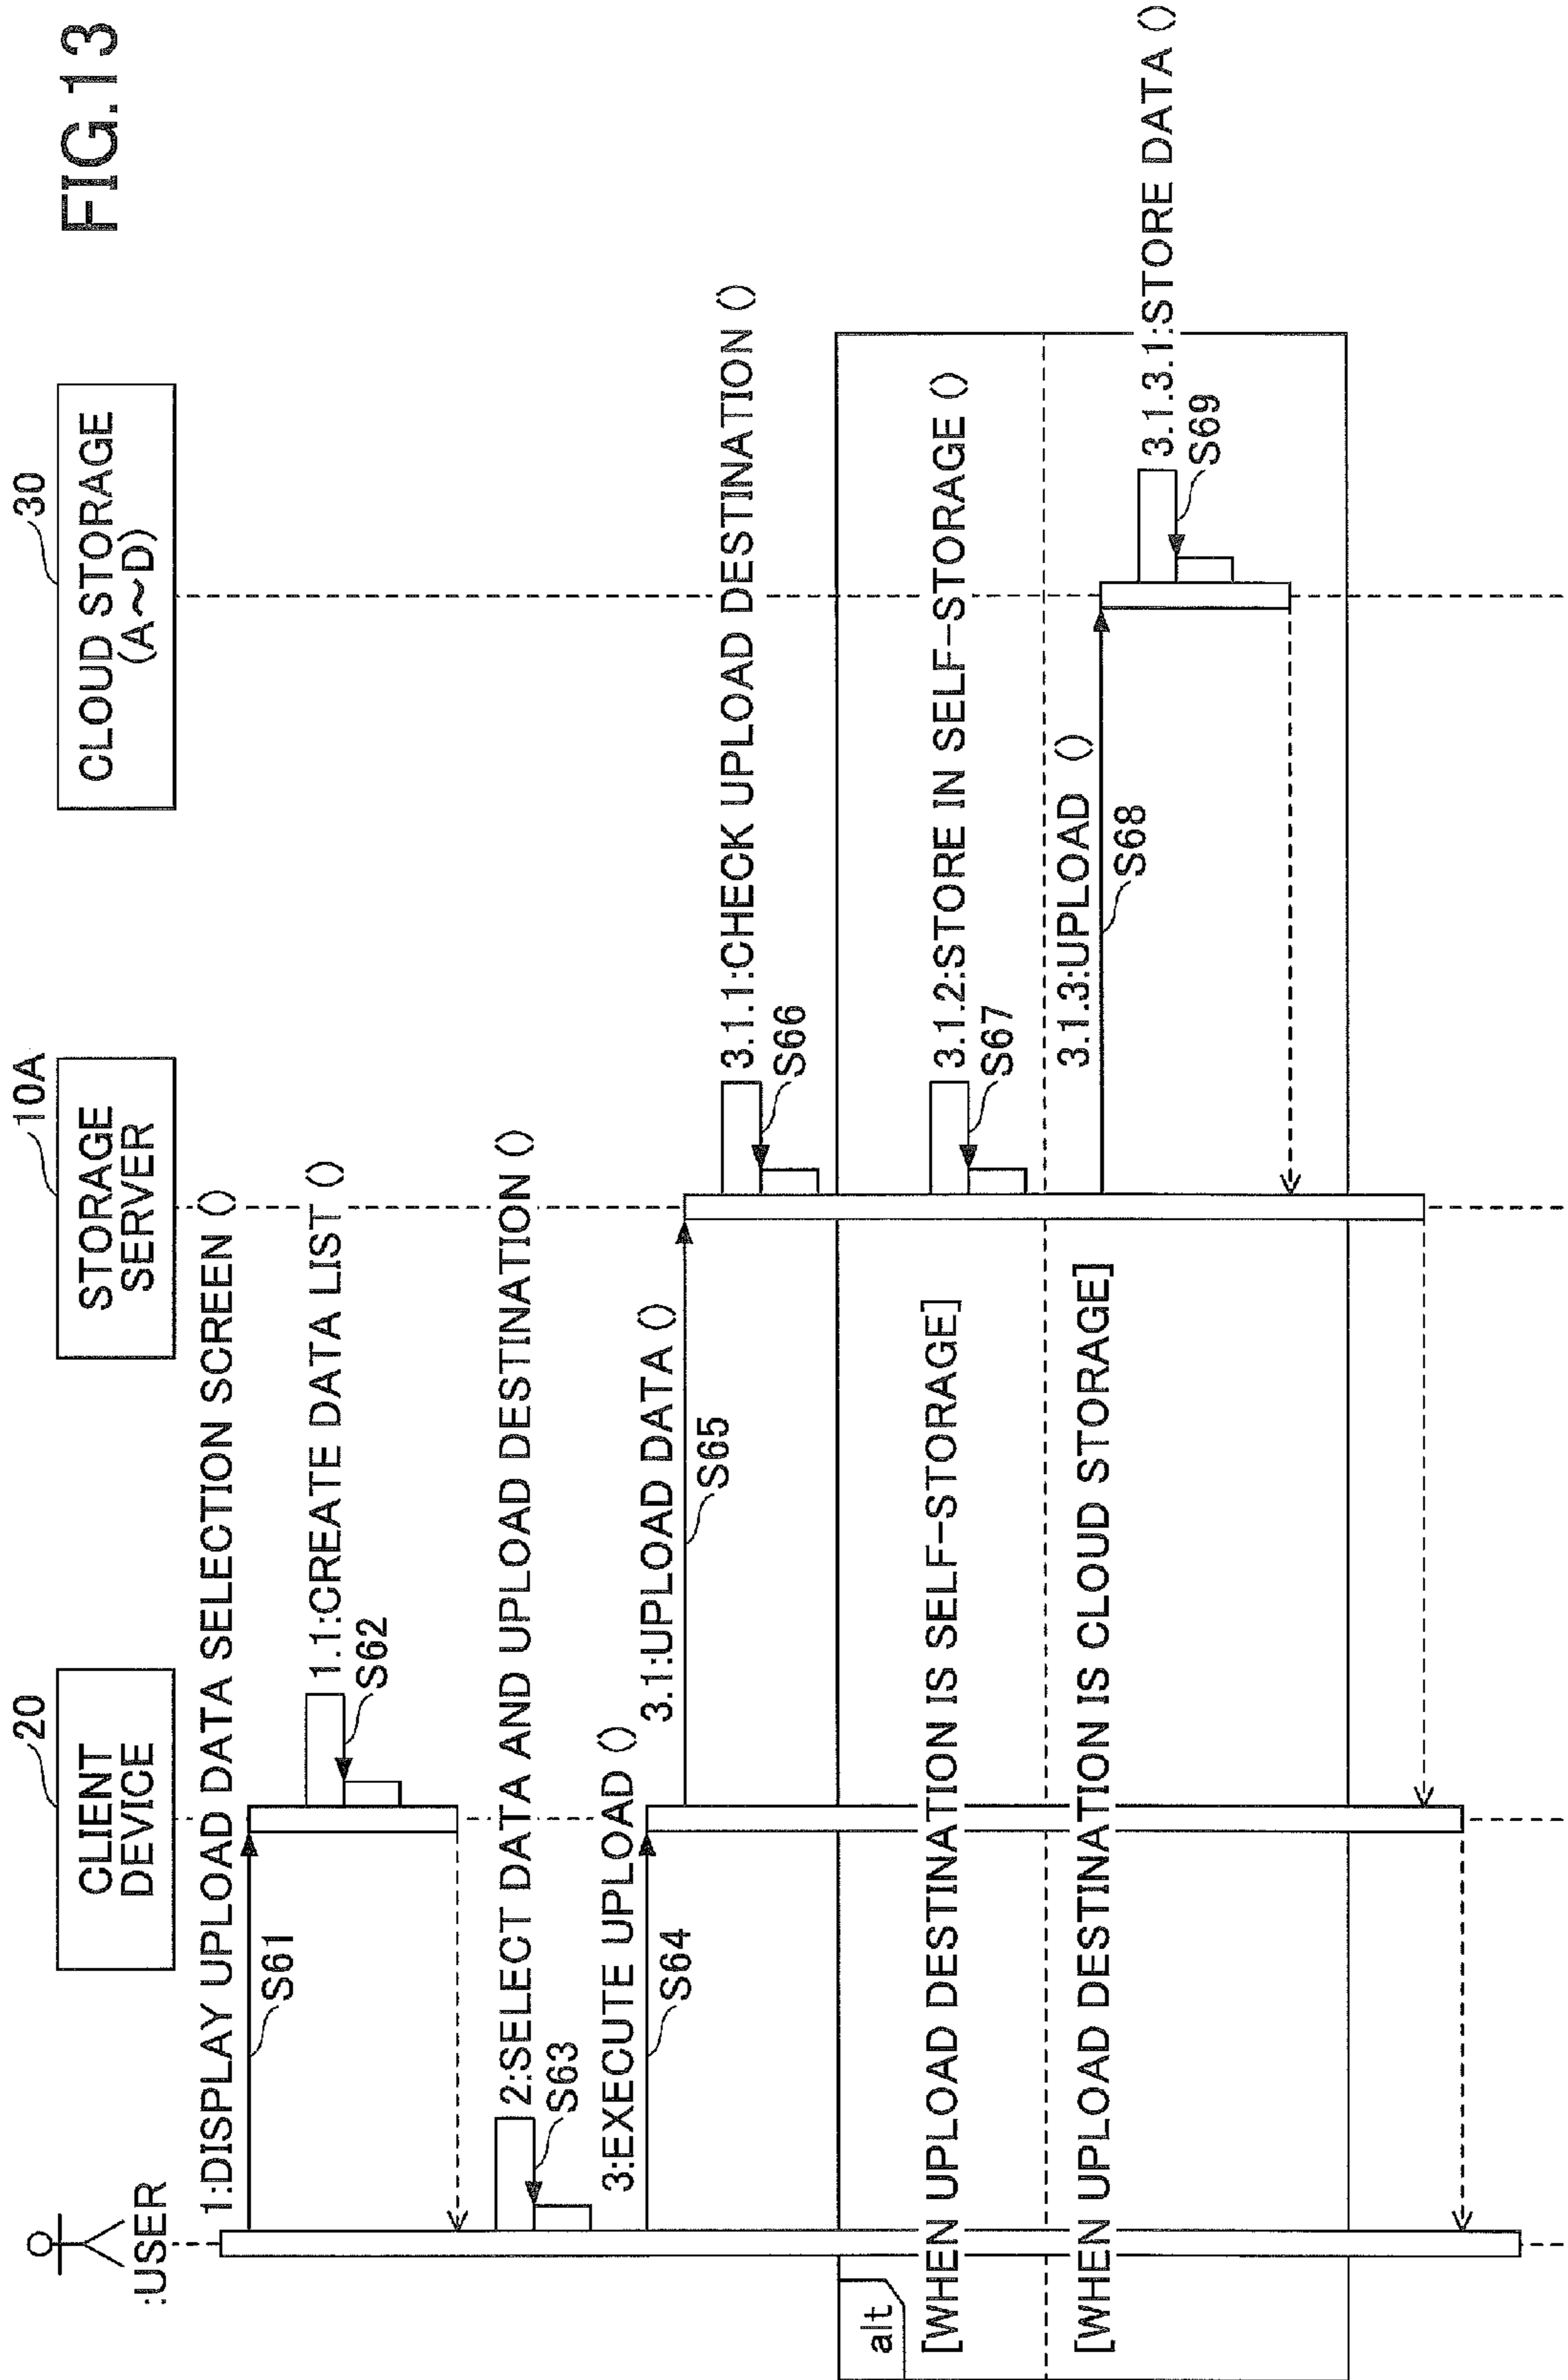 FIG.13
:USER
20
CLIENT
DEVICE
10A
STORAGE
SERVER
30
CLOUD STORAGE
(A~D)
1:DISPLAY UPLOAD DATA SELECTION SCREEN ()
S61
1.1:CREATE DATA LIST ()
S62
2:SELECT DATA AND UPLOAD DESTINATION ()
S63
3:EXECUTE UPLOAD ()
S64
3.1:UPLOAD DATA ()
S65
3.1.1:CHECK UPLOAD DESTINATION ()
S66
alt
[WHEN UPLOAD DESTINATION IS SELF-STORAGE]
3.1.2:STORE IN SELF-STORAGE ()
S67
[WHEN UPLOAD DESTINATION IS CLOUD STORAGE]
3.1.3:UPLOAD ()
S68
3.1.3.1:STORE DATA ()
S69